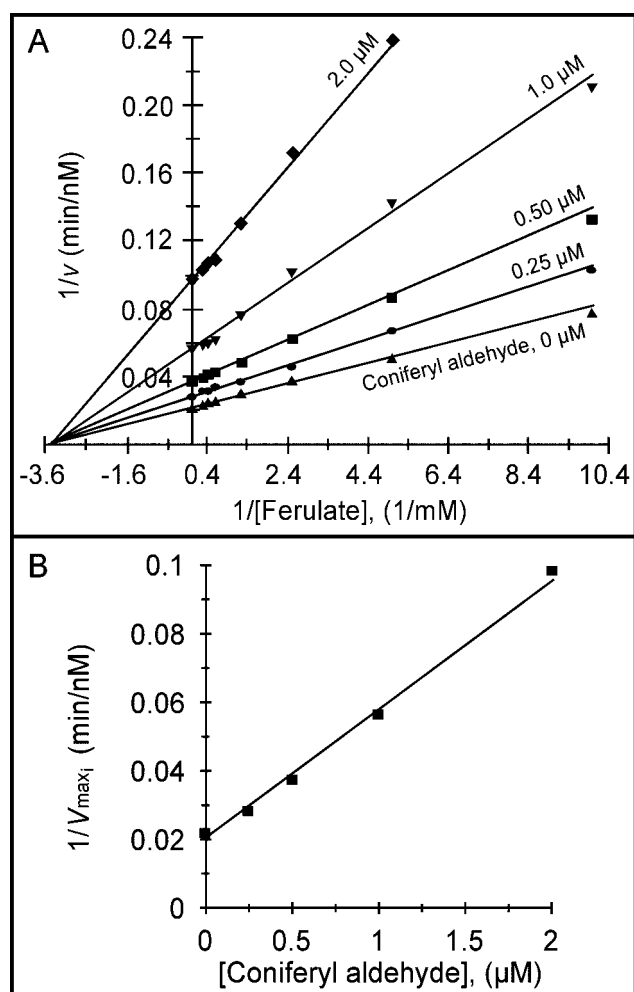 A
0.24
0.20
0.16
0.12
0.08
0.04
1/v (min/nM)
2.0 µM
1.0 µM
0.50 µM
0.25 µM
Coniferyl aldehyde, 0 µM
-3.6 -1.6 0.4 2.4 4.4 6.4 8.4 10.4
1/[Ferulate], (1/mM)
B
0.1
0.08
0.06
0.04
0.02
0
1/Vmaxi (min/nM)
0 0.5 1 1.5 2
[Coniferyl aldehyde], (µM)